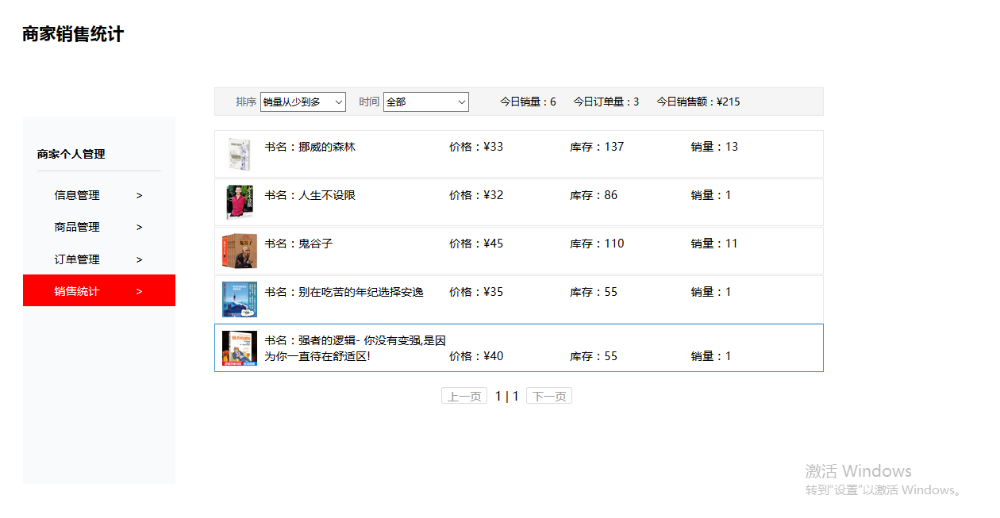 商家销售统计
排序 销量从少到多 时间 全部 今日销量：6 今日订单量：3 今日销售额：¥215
商家个人管理
信息管理 >
商品管理 >
订单管理 >
销售统计 >
书名：挪威的森林 价格：¥33 库存：137 销量：13
书名：人生不设限 价格：¥32 库存：86 销量：1
书名：鬼谷子 价格：¥45 库存：110 销量：11
书名：别在吃苦的年纪选择安逸 价格：¥35 库存：55 销量：1
书名：强者的逻辑- 你没有变强,是因
为你一直待在舒适区! 价格：¥40 库存：55 销量：1
上一页 1 | 1 下一页
激活 Windows
转到"设置"以激活 Windows。